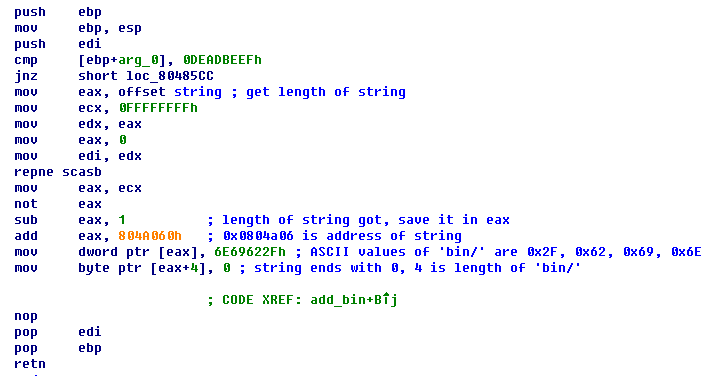 push ebp
mov ebp, esp
push edi
cmp [ebp+arg_0], 0DEADBEEFh
jnz short loc_80485CC
mov eax, offset string ; get length of string
mov ecx, 0FFFFFFFFh
mov edx, eax
mov eax, 0
mov edi, edx
repne scasb
mov eax, ecx
not eax
sub eax, 1 ; length of string got, save it in eax
add eax, 804A060h ; 0x0804a06 is address of string
mov dword ptr [eax], 6E69622Fh ; ASCII values of 'bin/' are 0x2F, 0x62, 0x69, 0x6E
mov byte ptr [eax+4], 0 ; string ends with 0, 4 is length of 'bin/'
; CODE XREF: add_bin+B↑j
nop
pop edi
pop ebp
retn